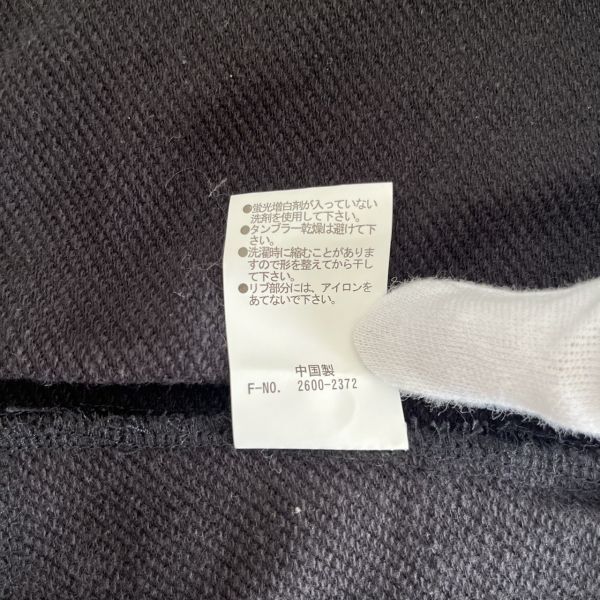 ●蛍光増白剤が入っていない
洗剤を使用して下さい。
●タンブラー乾燥は避けて下
さい。
●洗濯時に縮むことがありま
すので形を整えてから干し
て下さい。
●リブ部分には、アイロンを
あてないで下さい。
中国製
F-NO. 2600-2372